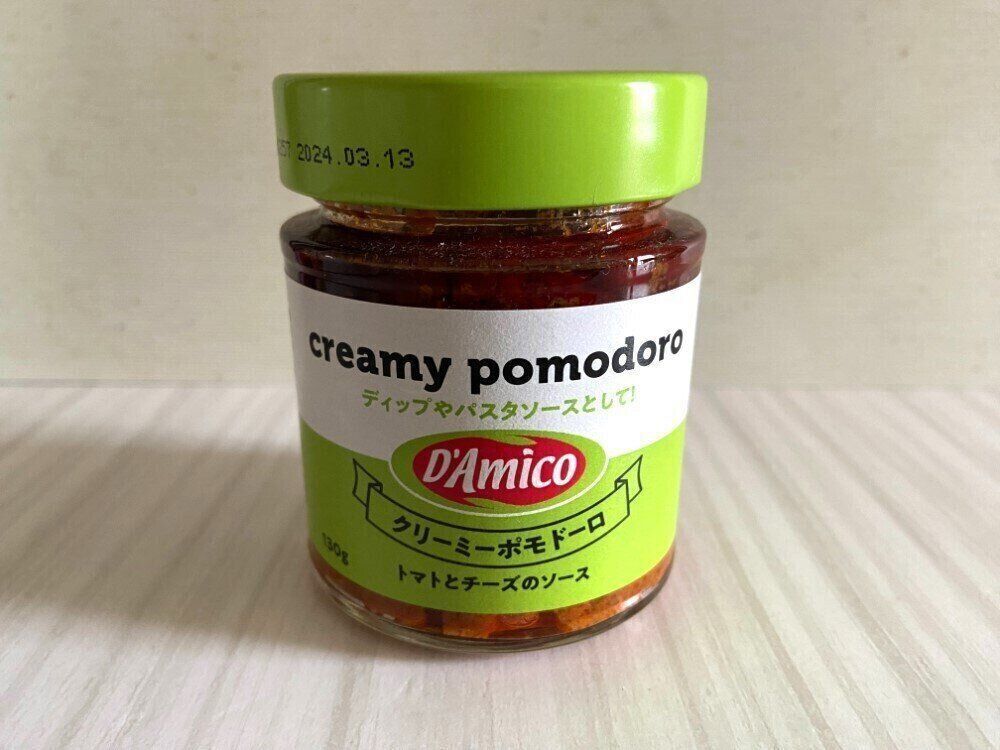 2024.03.13
creamy pomodoro
ディップやパスタソースとして!
D'Amico
クリーミーポモドーロ
130g
トマトとチーズのソース